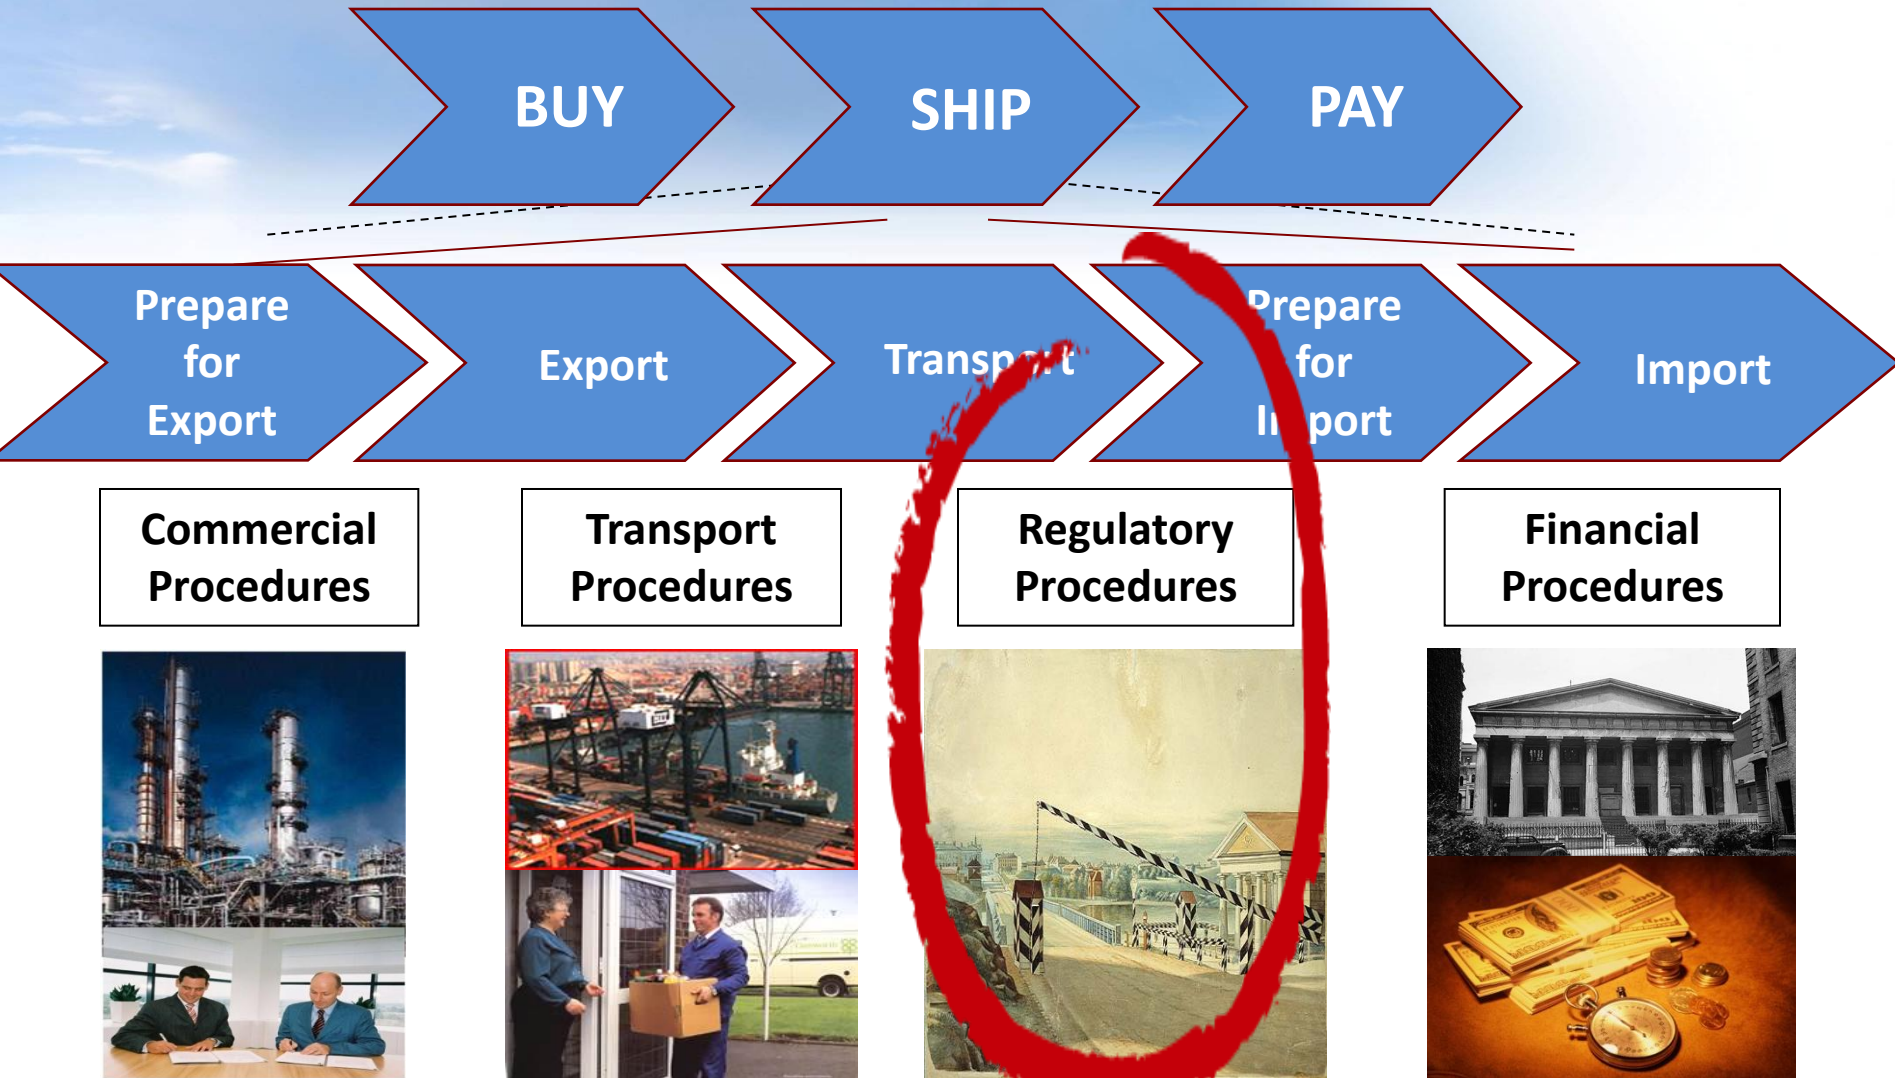 BUY
SHIP
PAY
Prepare
for
Export
Export
Transport
Prepare
for
Import
Import
Commercial
Procedures
Transport
Procedures
Regulatory
Procedures
Financial
Procedures